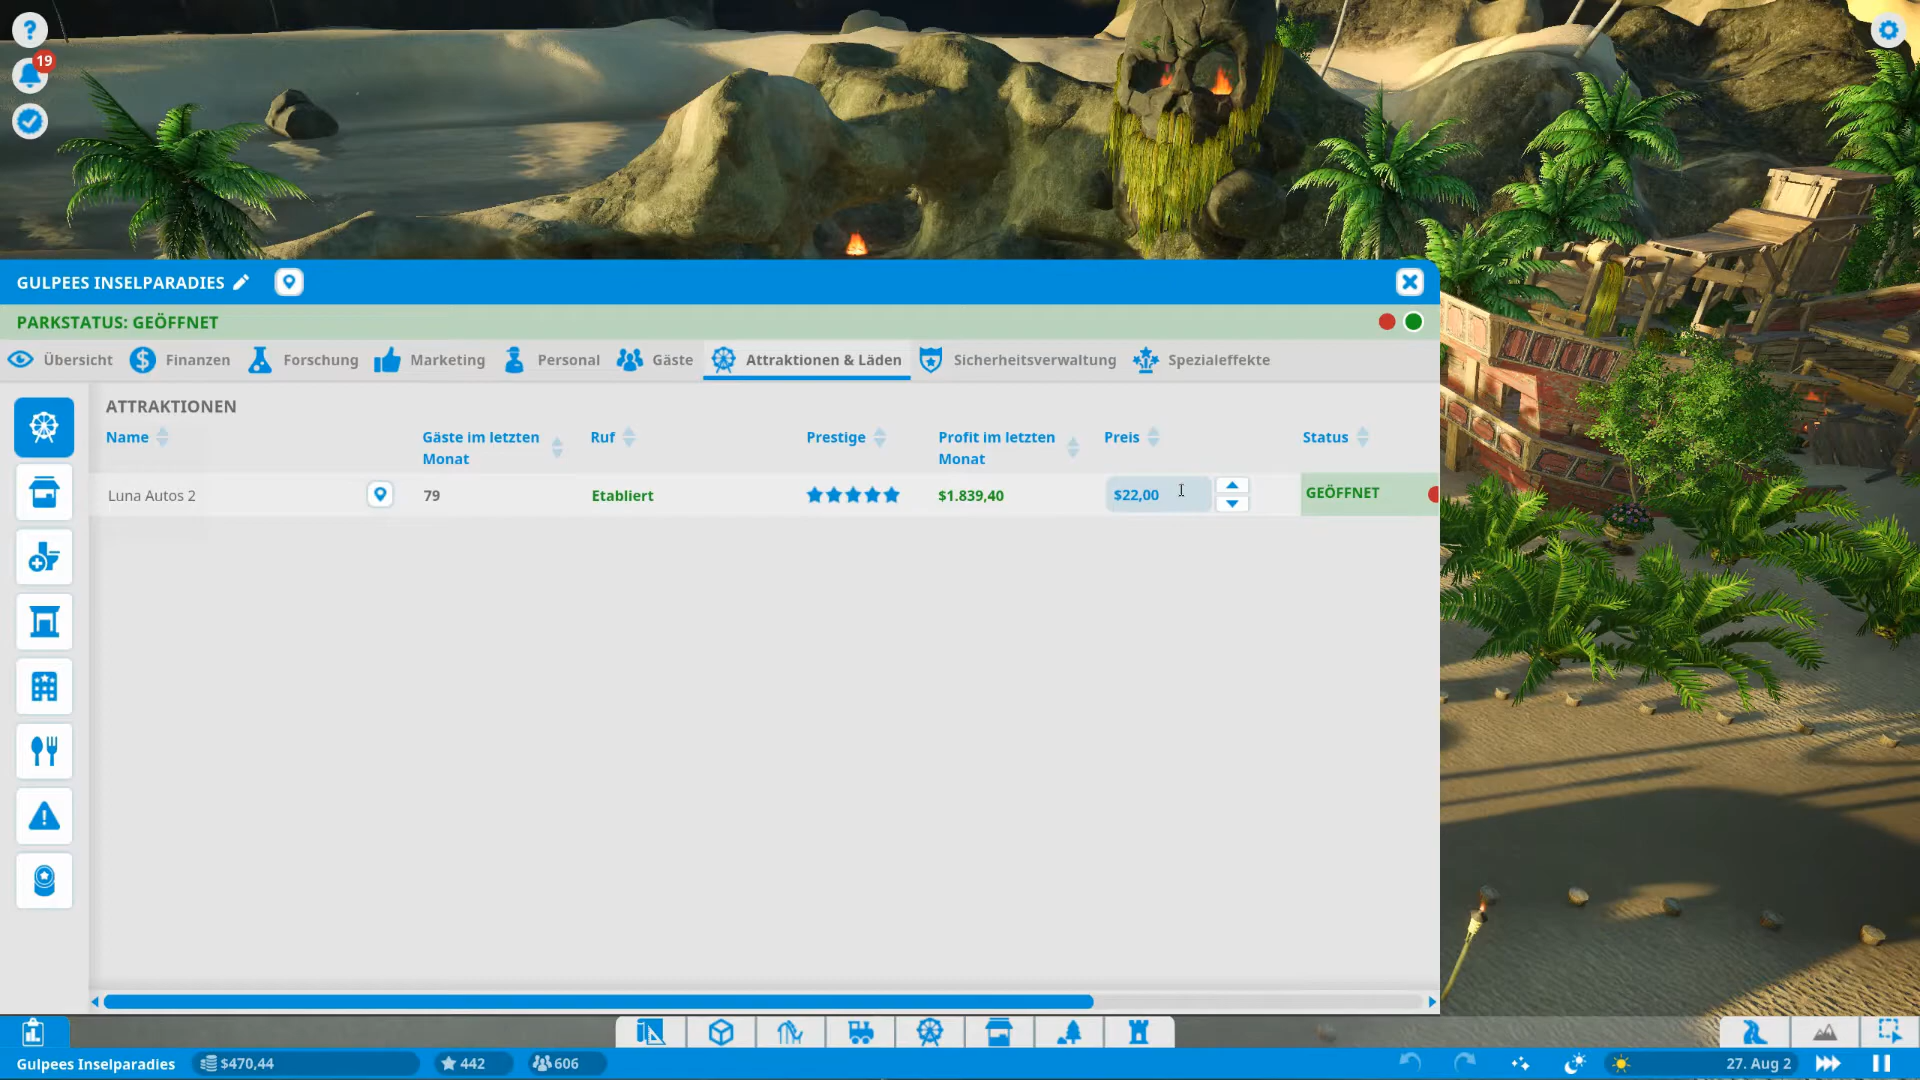 ?
19
GULPEES INSELPARADIES
PARKSTATUS: GEÖFFNET
Übersicht Finanzen Forschung Marketing Personal Gäste Attraktionen & Läden Sicherheitsverwaltung Spezialeffekte
ATTRAKTIONEN
Name Gäste im letzten Monat Ruf Prestige Profit im letzten Monat Preis Status
Luna Autos 2 79 Etabliert $1.839,40 $22,00 GEÖFFNET
Gulpees Inselparadies $470,44 442 606 27. Aug 2